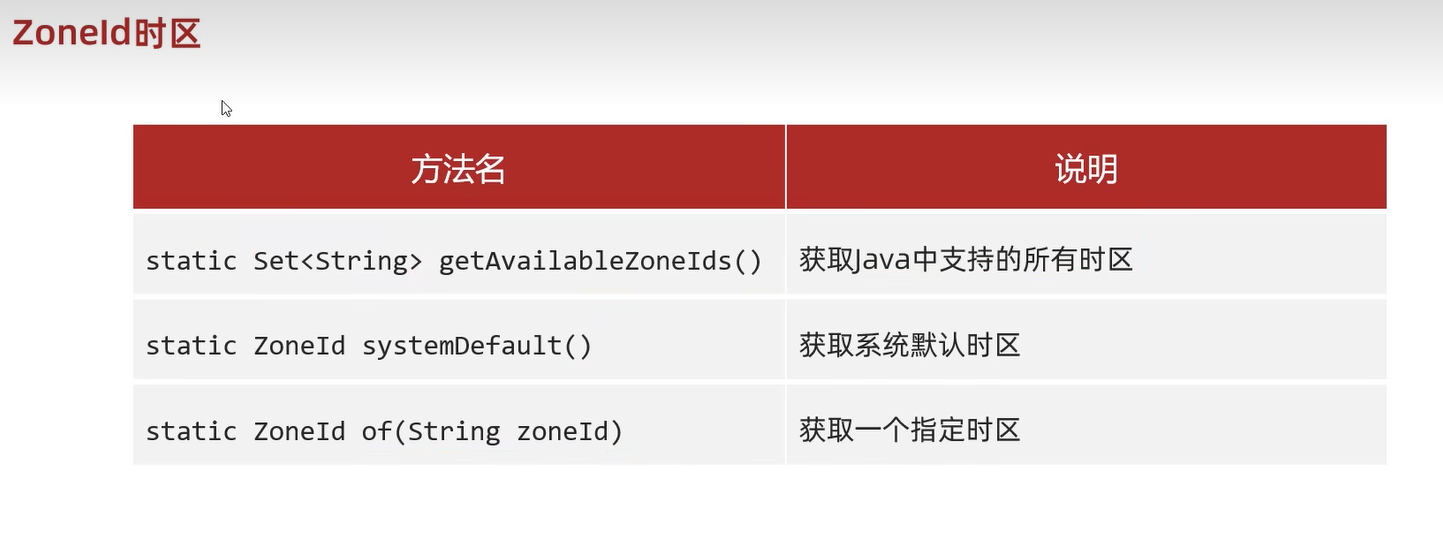 ZoneId时区
方法名 说明
static Set<String> getAvailableZoneIds() 获取Java中支持的所有时区
static ZoneId systemDefault() 获取系统默认时区
static ZoneId of(String zoneId) 获取一个指定时区